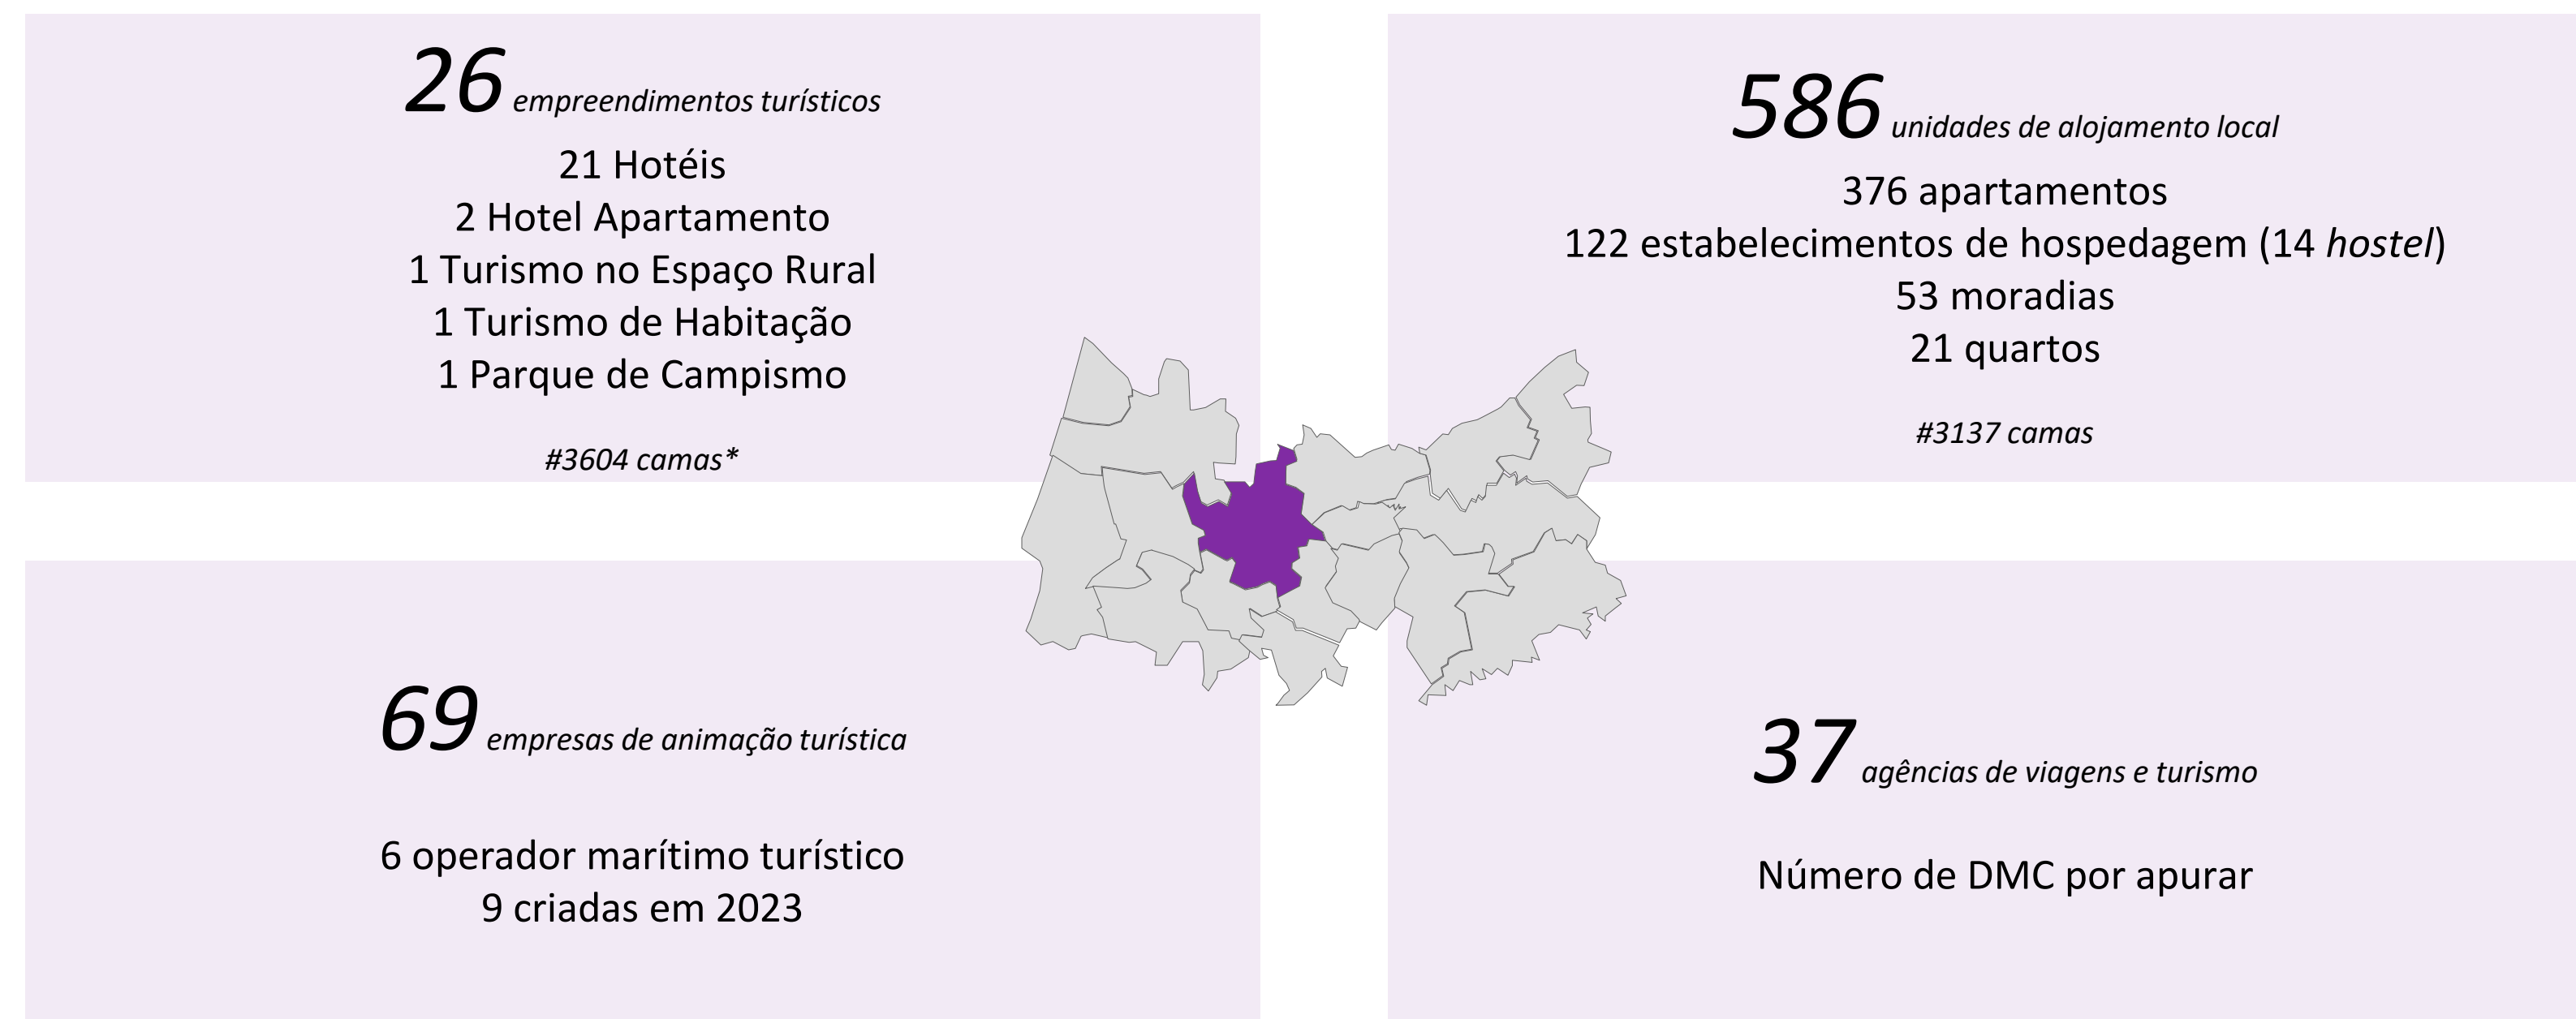 26 empreendimentos turísticos
21 Hotéis
2 Hotel Apartamento
1 Turismo no Espaço Rural
1 Turismo de Habitação
1 Parque de Campismo
#3604 camas*
586 unidades de alojamento local
376 apartamentos
122 estabelecimentos de hospedagem (14 hostel)
53 moradias
21 quartos
#3137 camas
69 empresas de animação turística
6 operador marítimo turístico
9 criadas em 2023
37 agências de viagens e turismo
Número de DMC por apurar